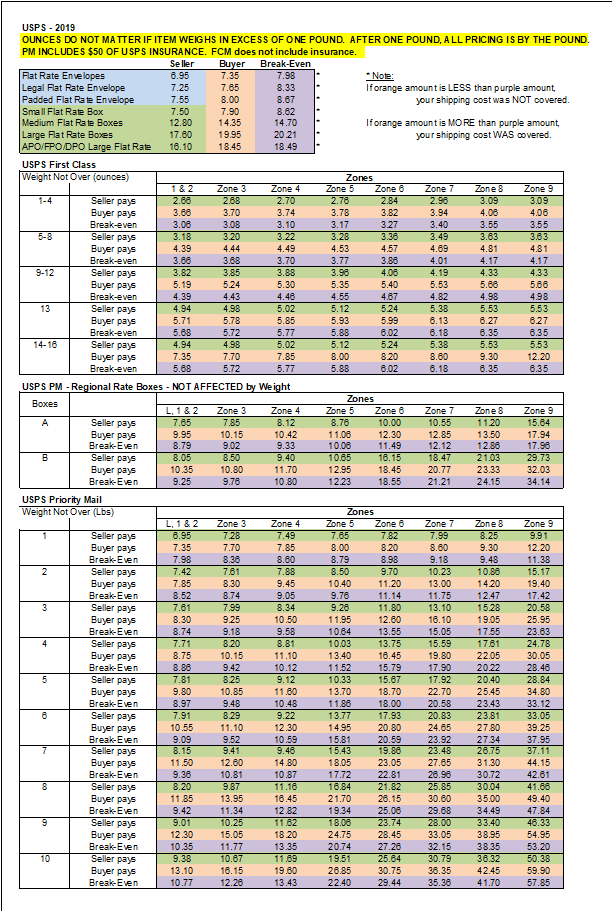 USPS - 2019
OUNCES DO NOT MATTER IF ITEM WEIGHS IN EXCESS OF ONE POUND. AFTER ONE POUND, ALL PRICING IS BY THE POUND.
PM INCLUDES $50 OF USPS INSURANCE. FCM does not include insurance.
Seller Buyer Break-Even
Flat Rate Envelopes 6.95 7.35 7.98 * * Note:
Legal Flat Rate Envelope 7.25 7.65 8.33 * If orange amount is LESS than purple amount,
Padded Flat Rate Envelope 7.55 8.00 8.67 * your shipping cost was NOT covered.
Small Flat Rate Box 7.50 7.90 8.62 *
Medium Flat Rate Boxes 12.80 14.35 14.70 * If orange amount is MORE than purple amount,
Large Flat Rate Boxes 17.60 19.95 20.21 * your shipping cost WAS covered.
APO/FPO/DPO Large Flat Rate 16.10 18.45 18.49 *
USPS First Class
Weight Not Over (ounces) Zones
1 & 2 Zone 3 Zone 4 Zone 5 Zone 6 Zone 7 Zone 8 Zone 9
1-4 Seller pays 2.66 2.68 2.70 2.76 2.84 2.96 3.09 3.09
Buyer pays 3.66 3.70 3.74 3.78 3.82 3.94 4.06 4.06
Break-even 3.06 3.08 3.10 3.17 3.27 3.40 3.55 3.55
5-8 Seller pays 3.18 3.20 3.22 3.28 3.36 3.49 3.63 3.63
Buyer pays 4.39 4.44 4.49 4.53 4.57 4.69 4.81 4.81
Break-even 3.66 3.68 3.70 3.77 3.86 4.01 4.17 4.17
9-12 Seller pays 3.82 3.85 3.88 3.96 4.06 4.19 4.33 4.33
Buyer pays 5.19 5.24 5.30 5.35 5.40 5.53 5.66 5.66
Break-even 4.39 4.43 4.46 4.55 4.67 4.82 4.98 4.98
13 Seller pays 4.94 4.98 5.02 5.12 5.24 5.38 5.53 5.53
Buyer pays 5.71 5.78 5.85 5.93 5.99 6.13 6.27 6.27
Break-even 5.68 5.72 5.77 5.88 6.02 6.18 6.35 6.35
14-16 Seller pays 4.94 4.98 5.02 5.12 5.24 5.38 5.53 5.53
Buyer pays 7.35 7.70 7.85 8.00 8.20 8.60 9.30 12.20
Break-even 5.68 5.72 5.77 5.88 6.02 6.18 6.35 6.35
USPS PM - Regional Rate Boxes - NOT AFFECTED by Weight
Boxes Zones
L, 1 & 2 Zone 3 Zone 4 Zone 5 Zone 6 Zone 7 Zone 8 Zone 9
A Seller pays 7.65 7.85 8.12 8.76 10.00 10.55 11.20 15.64
Buyer pays 9.95 10.15 10.42 11.06 12.30 12.85 13.50 17.94
Break-Even 8.79 9.02 9.33 10.06 11.49 12.12 12.86 17.96
B Seller pays 8.05 8.50 9.40 10.65 16.15 18.47 21.03 29.73
Buyer pays 10.35 10.80 11.70 12.95 18.45 20.77 23.33 32.03
Break-Even 9.25 9.76 10.80 12.23 18.55 21.21 24.15 34.14
USPS Priority Mail
Weight Not Over (Lbs) Zones
L, 1 & 2 Zone 3 Zone 4 Zone 5 Zone 6 Zone 7 Zone 8 Zone 9
1 Seller pays 6.95 7.28 7.49 7.65 7.82 7.99 8.25 9.91
Buyer pays 7.35 7.70 7.85 8.00 8.20 8.60 9.30 12.20
Break-Even 7.98 8.36 8.60 8.79 8.98 9.18 9.48 11.38
2 Seller pays 7.42 7.61 7.88 8.50 9.70 10.23 10.86 15.17
Buyer pays 7.85 8.30 9.45 10.40 11.20 13.00 14.20 19.40
Break-Even 8.52 8.74 9.05 9.76 11.14 11.75 12.47 17.42
3 Seller pays 7.61 7.99 8.34 9.26 11.80 13.10 15.28 20.58
Buyer pays 8.30 9.25 10.50 11.95 12.60 16.10 19.05 25.95
Break-Even 8.74 9.18 9.58 10.64 13.55 15.05 17.55 23.63
4 Seller pays 7.71 8.20 8.81 10.03 13.75 15.59 17.61 24.78
Buyer pays 8.75 10.15 11.10 13.40 16.45 19.80 22.05 30.05
Break-Even 8.86 9.42 10.12 11.52 15.79 17.90 20.22 28.46
5 Seller pays 7.81 8.25 9.12 10.33 15.67 17.92 20.40 28.84
Buyer pays 9.80 10.85 11.60 13.70 18.70 22.70 25.45 34.80
Break-Even 8.97 9.48 10.48 11.86 18.00 20.58 23.43 33.12
6 Seller pays 7.91 8.29 9.22 13.77 17.93 20.83 23.81 33.05
Buyer pays 10.55 11.10 12.30 14.95 20.80 24.65 27.80 39.25
Break-Even 9.09 9.52 10.59 15.81 20.59 23.92 27.34 37.95
7 Seller pays 8.15 9.41 9.46 15.43 19.86 23.48 26.75 37.11
Buyer pays 11.50 12.60 14.80 18.05 23.05 27.65 31.30 44.15
Break-Even 9.36 10.81 10.87 17.72 22.81 26.96 30.72 42.61
8 Seller pays 8.20 9.87 11.16 16.84 21.82 25.85 30.04 41.66
Buyer pays 11.85 13.95 16.45 21.70 26.15 30.60 35.00 49.40
Break-Even 9.42 11.34 12.82 19.34 25.06 29.68 34.49 47.84
9 Seller pays 9.01 10.25 11.62 18.06 23.74 28.00 33.40 46.33
Buyer pays 12.30 15.05 18.20 24.75 28.45 33.05 38.95 54.95
Break-Even 10.35 11.77 13.35 20.74 27.26 32.15 38.35 53.20
10 Seller pays 9.38 10.67 11.69 19.51 25.64 30.79 36.32 50.38
Buyer pays 13.10 16.15 19.60 26.85 30.75 36.35 42.45 59.90
Break-Even 10.77 12.26 13.43 22.40 29.44 35.36 41.70 57.85